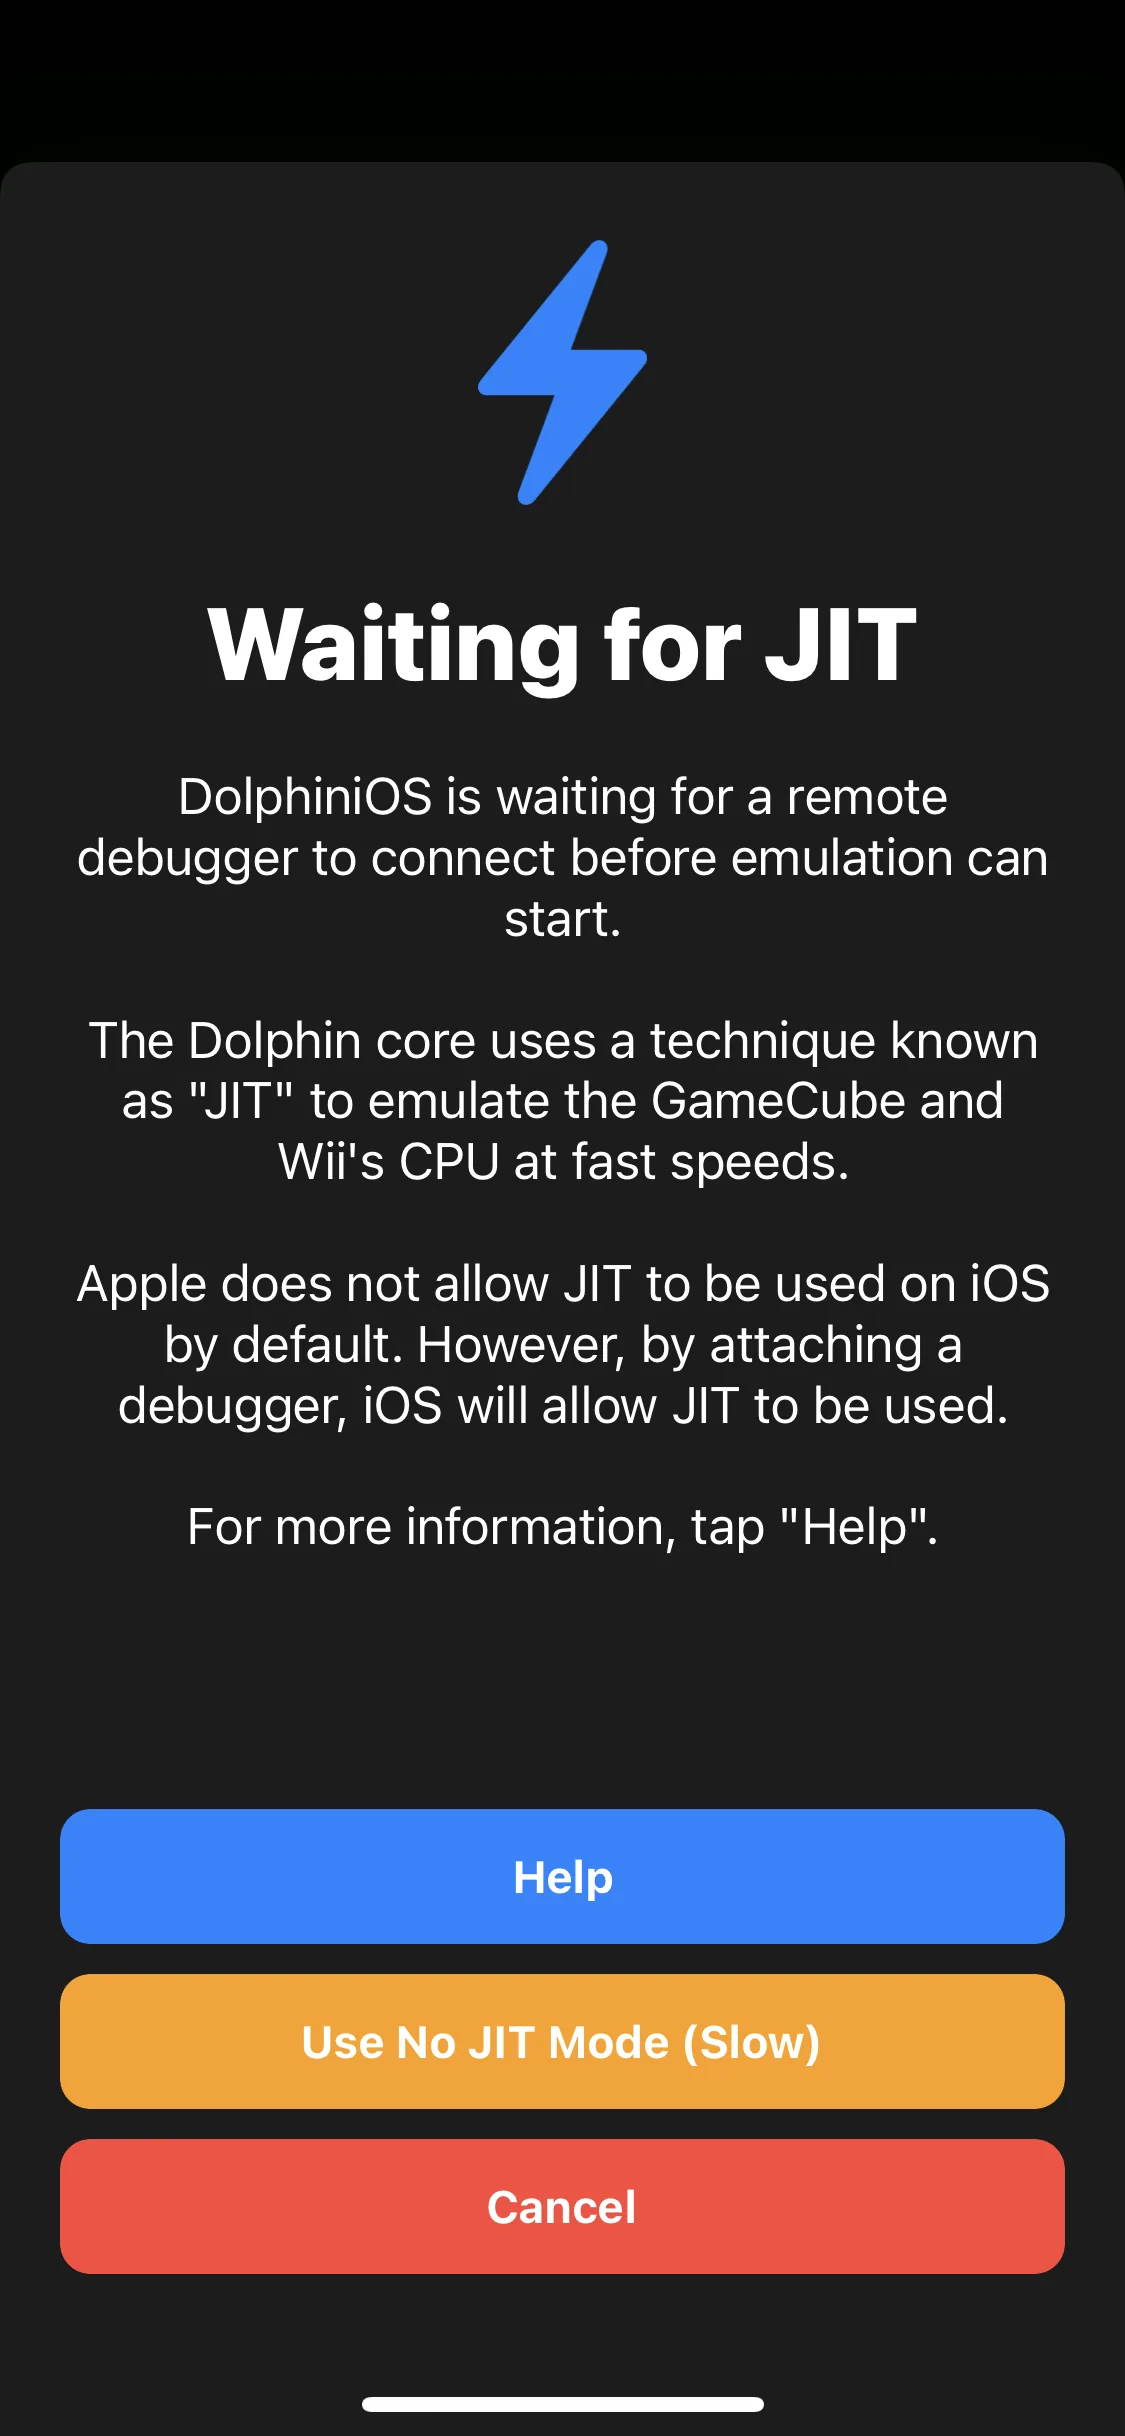 Waiting for JIT
DolphiniOS is waiting for a remote
debugger to connect before emulation can
start.
The Dolphin core uses a technique known
as "JIT" to emulate the GameCube and
Wii's CPU at fast speeds.
Apple does not allow JIT to be used on iOS
by default. However, by attaching a
debugger, iOS will allow JIT to be used.
For more information, tap "Help".
Help
Use No JIT Mode (Slow)
Cancel